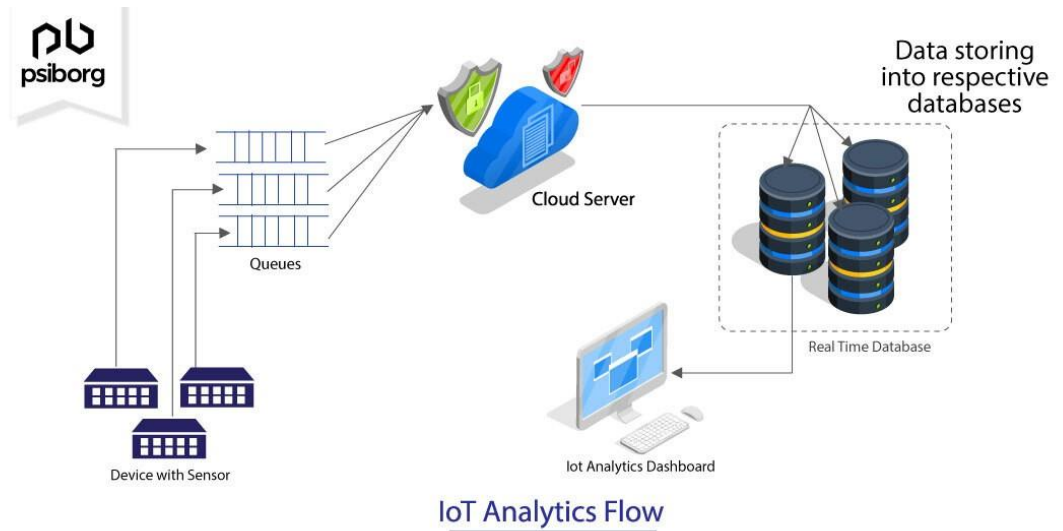 psiborg
Data storing
into respective
databases
Cloud Server
Queues
Real Time Database
Device with Sensor
Iot Analytics Dashboard
IoT Analytics Flow